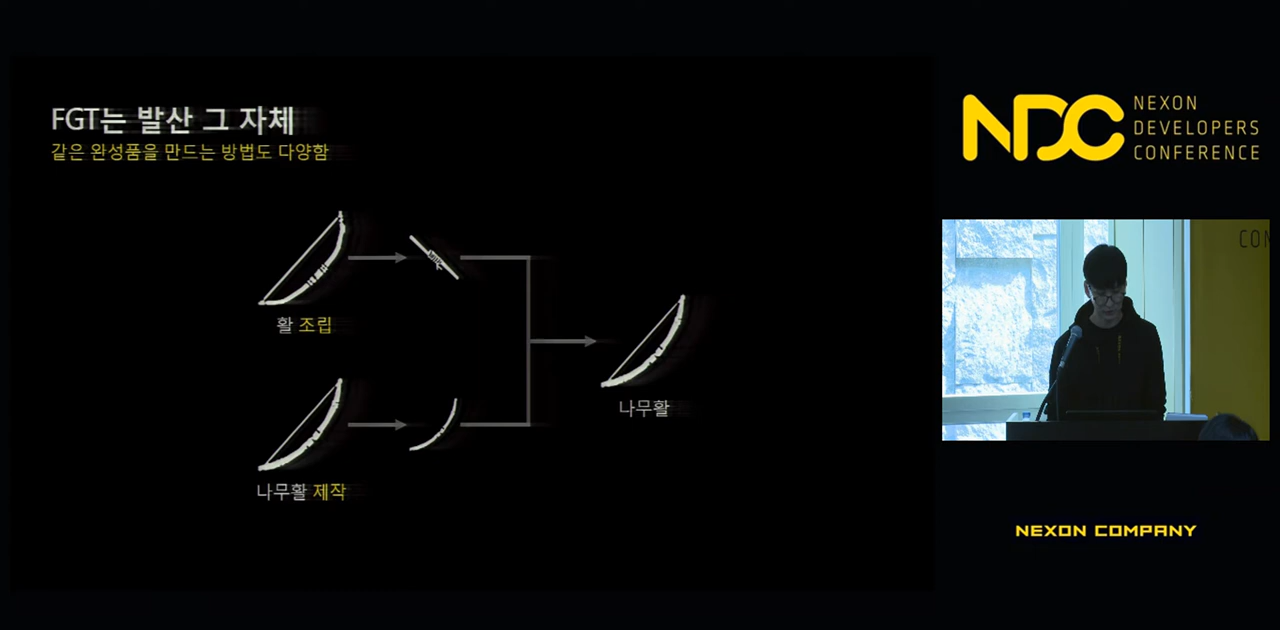 FGT는 발산 그 자체
같은 완성품을 만드는 방법도 다양함
활 조립
나무활
나무활 제작
NDC
NEXON
DEVELOPERS
CONFERENCE
CON
NEXON COMPANY